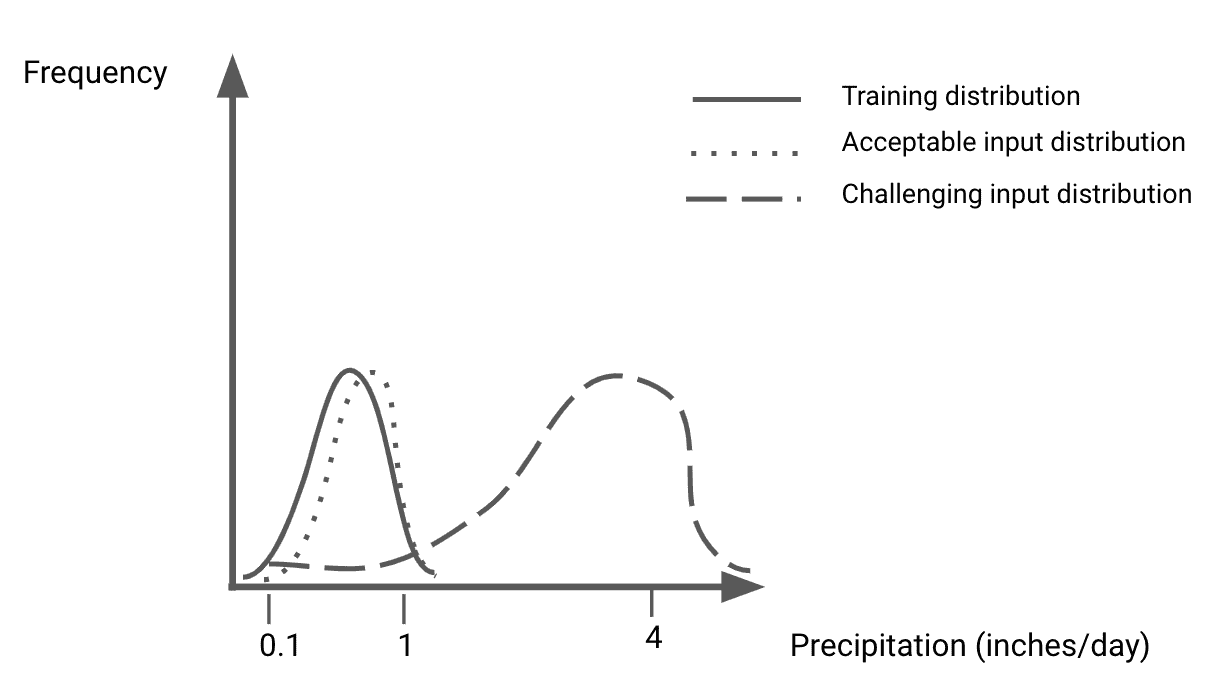 Frequency
Training distribution
Acceptable input distribution
Challenging input distribution
0.1
1
4
Precipitation (inches/day)